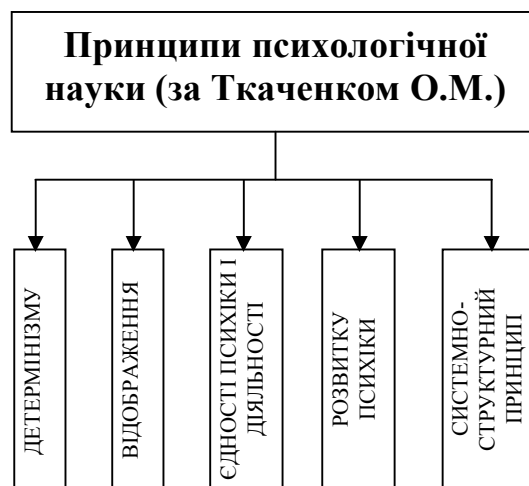 Принципи психологічної
науки (за Ткаченком О.М.)
ДЕТЕРМІНІЗМУ
ВІДОБРАЖЕННЯ
ЄДНОСТІ ПСИХІКИ І
ДІЯЛЬНОСТІ
РОЗВИТКУ
ПСИХІКИ
СИСТЕМНО-
СТРУКТУРНИЙ
ПРИНЦИП